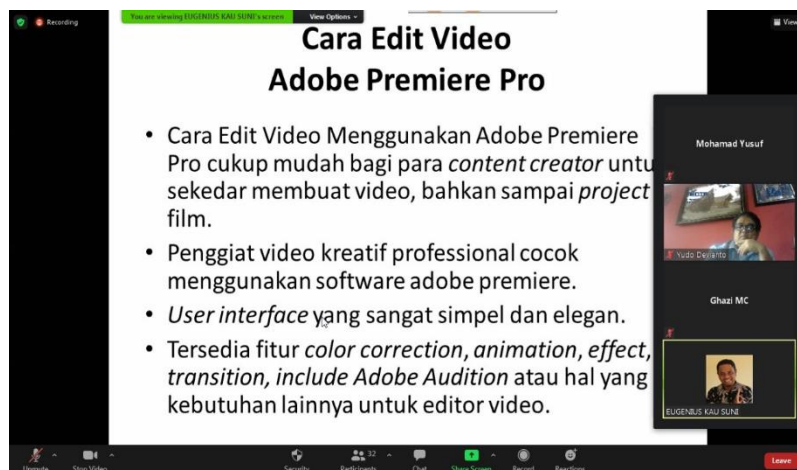 Recording
You are viewing EUGENIUS KAU SUNI's screen
View Options
View
Cara Edit Video
Adobe Premiere Pro
• Cara Edit Video Menggunakan Adobe Premiere
Pro cukup mudah bagi para content creator untu
sekedar membuat video, bahkan sampai project
film.
• Penggiat video kreatif professional cocok
menggunakan software adobe premiere.
• User interface yang sangat simpel dan elegan.
• Tersedia fitur color correction, animation, effect,
transition, include Adobe Audition atau hal yang
kebutuhan lainnya untuk editor video.
Mohamad Yusuf
Yudo Devianto
Ghazi MC
EUGENIUS KAU SUNI
Unmute
Stop Video
Security
Participants
32
Chat
Share Screen
Record
Reactions
Leave